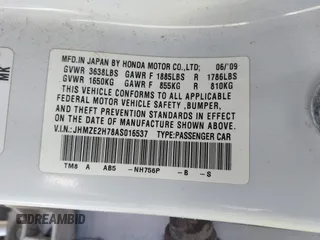 MFD. IN JAPAN BY HONDA MOTOR CO.,LTD; 06/'09
GVWR 3638LBS GAWR F 1885LBS R 1786LBS
GVWR 1650KG GAWR F 855KG R 810KG
THIS VEHICLE CONFORMS TO ALL APPLICABLE
FEDERAL MOTOR VEHICLE SAFETY ,BUMPER,
AND THEFT PREVENTION STANDARDS IN EFFECT
ON THE DATE OF MANUFACTURE SHOWN ABOVE.
V.I.N.:JHMZE2H78AS016537 TYPE:PASSENGER CAR
TM8 A AB5 -NH756P -B -S
MK
DREAMBID